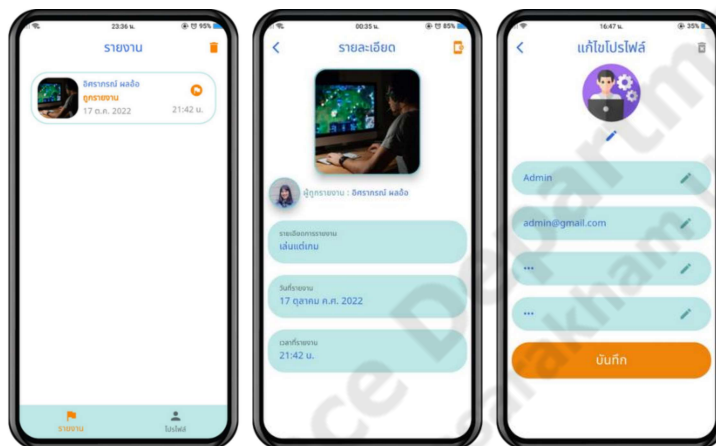 23:36 น.
95%
รายงาน
อิศราภรณ์ ผลอ้อ
ถูกรายงาน
17 ต.ค. 2022
21:42 น.
รายงาน
โปรไฟล์
00:35 น.
85%
รายละเอียด
ผู้ถูกรายงาน : อิศราภรณ์ ผลอ้อ
รายละเอียดการรายงาน
เล่นแต่เกม
วันที่รายงาน
17 ตุลาคม ค.ศ. 2022
เวลาที่รายงาน
21:42 น.
16:47 น.
35%
แก้ไขโปรไฟล์
Admin
admin@gmail.com
•••
•••
บันทึก